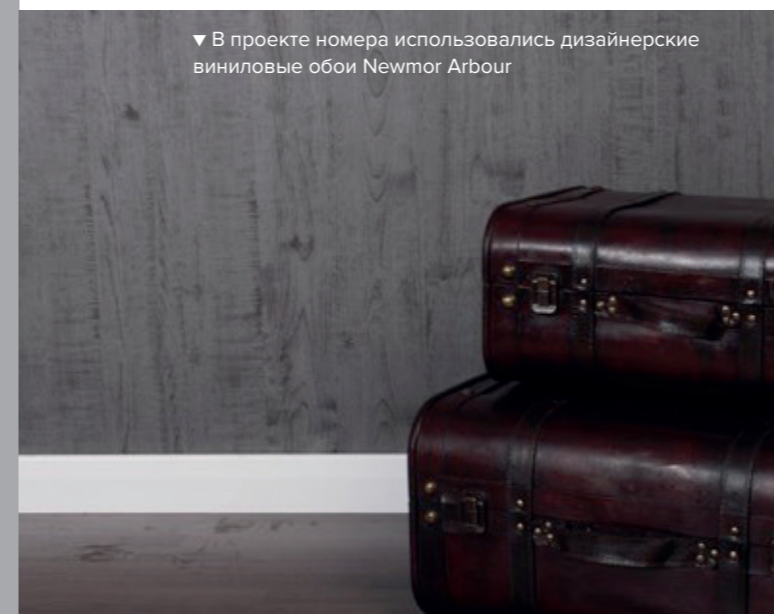 ▼ В проекте номера использовались дизайнерские
виниловые обои Newmor Arbour